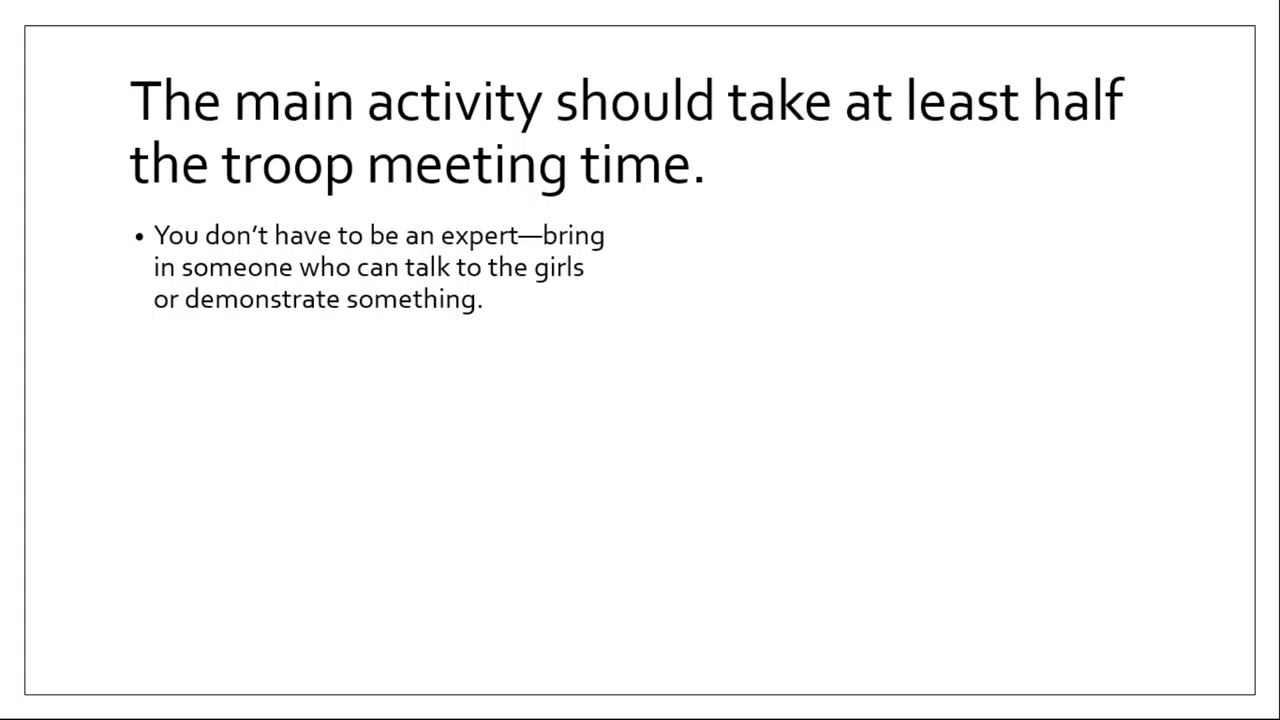 The main activity should take at least half
the troop meeting time.
• You don’t have to be an expert—bring
in someone who can talk to the girls
or demonstrate something.